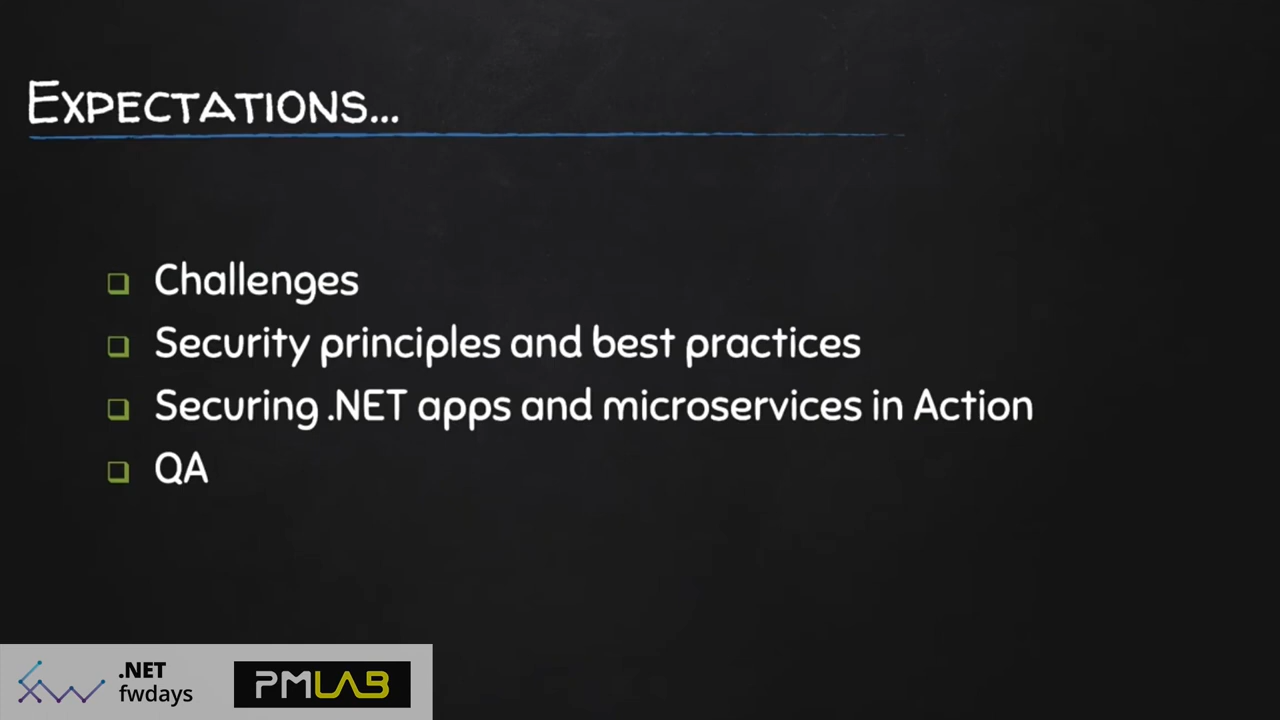 Expectations...
Challenges
Security principles and best practices
Securing .NET apps and microservices in Action
QA
.NET
fwdays
PMLAB